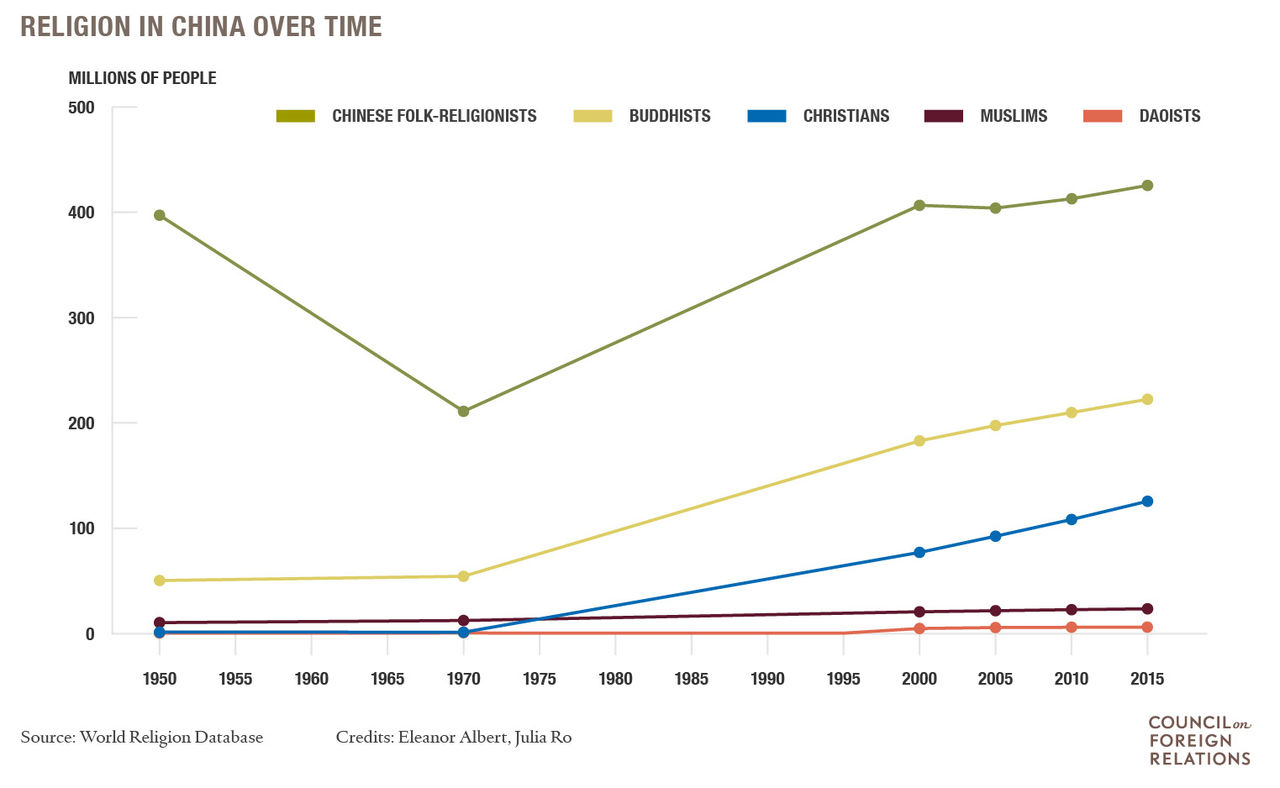 RELIGION IN CHINA OVER TIME
MILLIONS OF PEOPLE
500
CHINESE FOLK-RELIGIONISTS BUDDHISTS CHRISTIANS MUSLIMS DAOISTS
400
300
200
100
0
1950 1955 1960 1965 1970 1975 1980 1985 1990 1995 2000 2005 2010 2015
Source: World Religion Database Credits: Eleanor Albert, Julia Ro
COUNCIL on
FOREIGN
RELATIONS